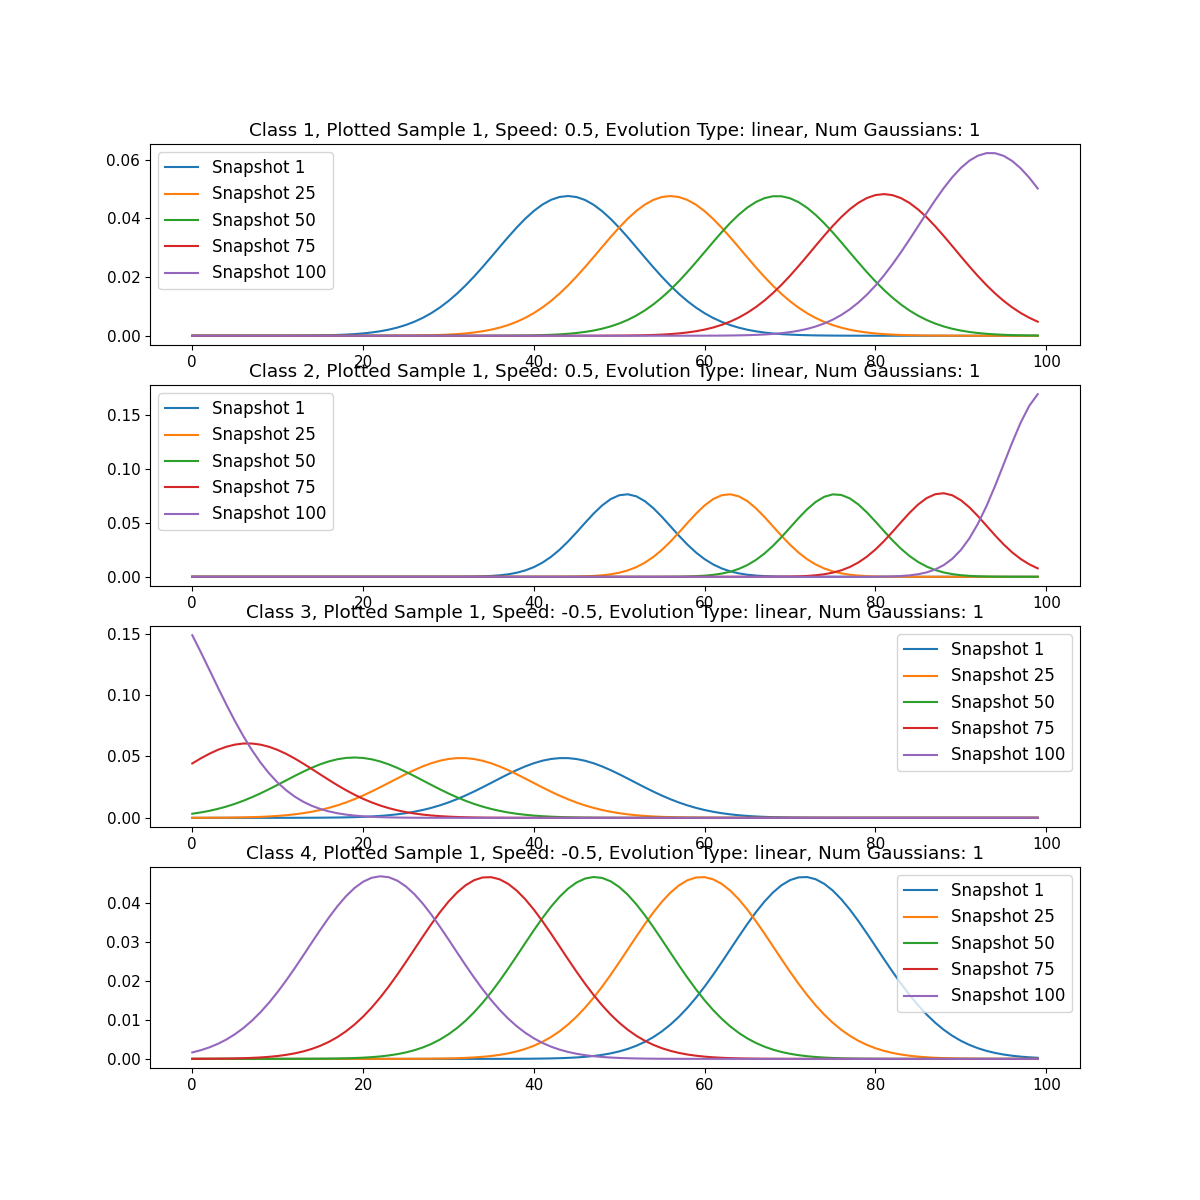 Class 1, Plotted Sample 1, Speed: 0.5, Evolution Type: linear, Num Gaussians: 1
0.06
0.04
0.02
0.00
Snapshot 1
Snapshot 25
Snapshot 50
Snapshot 75
Snapshot 100
0 20 40 60 80 100
Class 2, Plotted Sample 1, Speed: 0.5, Evolution Type: linear, Num Gaussians: 1
0.15
0.10
0.05
0.00
Snapshot 1
Snapshot 25
Snapshot 50
Snapshot 75
Snapshot 100
0 20 40 60 80 100
Class 3, Plotted Sample 1, Speed: -0.5, Evolution Type: linear, Num Gaussians: 1
0.15
0.10
0.05
0.00
Snapshot 1
Snapshot 25
Snapshot 50
Snapshot 75
Snapshot 100
0 20 40 60 80 100
Class 4, Plotted Sample 1, Speed: -0.5, Evolution Type: linear, Num Gaussians: 1
0.04
0.03
0.02
0.01
0.00
Snapshot 1
Snapshot 25
Snapshot 50
Snapshot 75
Snapshot 100
0 20 40 60 80 100